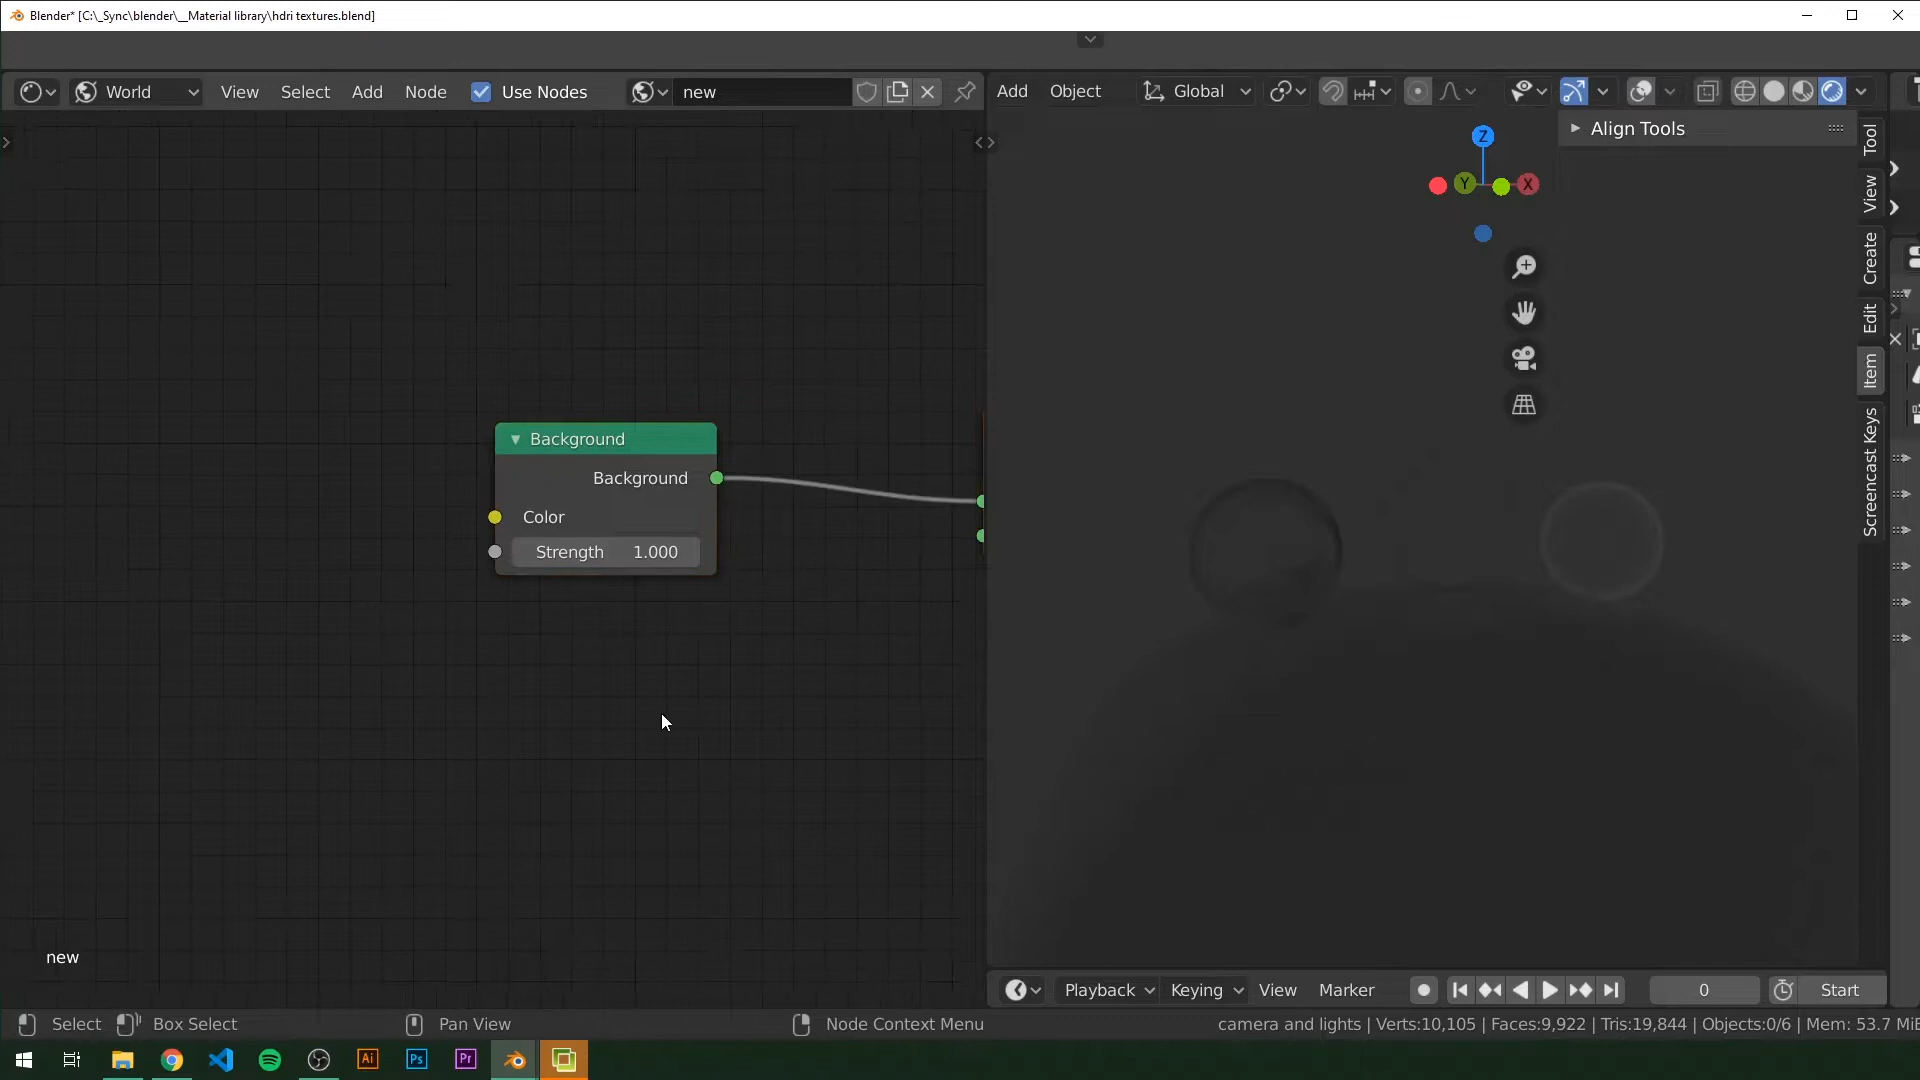 Blender* [C:\_Sync\blender\__Material library\hdri textures.blend]
World View Select Add Node Use Nodes new
Add Object Global
Align Tools
Z
Y X
Tool
View
Create
Edit
Item
Screencast Keys
Background
Background
Color
Strength 1.000
new
Playback Keying View Marker 0 Start
Select Box Select Pan View Node Context Menu
camera and lights | Verts:10,105 | Faces:9,922 | Tris:19,844 | Objects:0/6 | Mem: 53.7 MiB
Ai Ps Pr